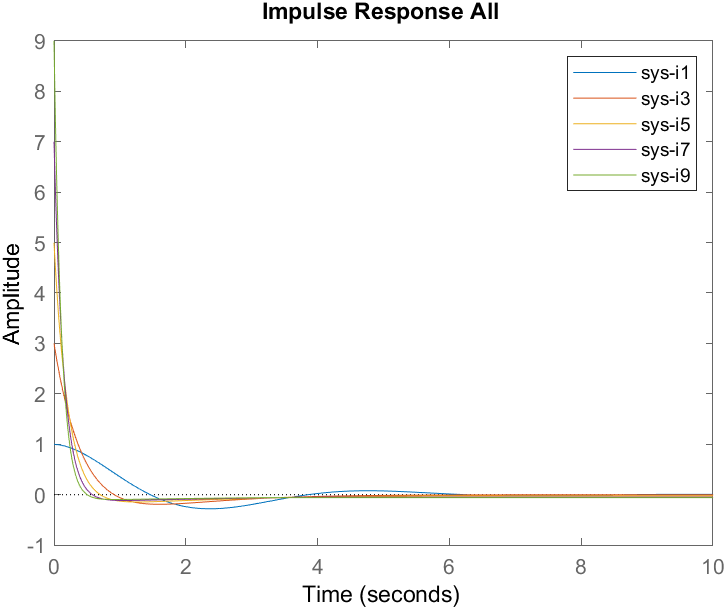 Impulse Response All
9
8
7
6
5
4
3
2
1
0
-1
Amplitude
sys-i1
sys-i3
sys-i5
sys-i7
sys-i9
0 2 4 6 8 10
Time (seconds)